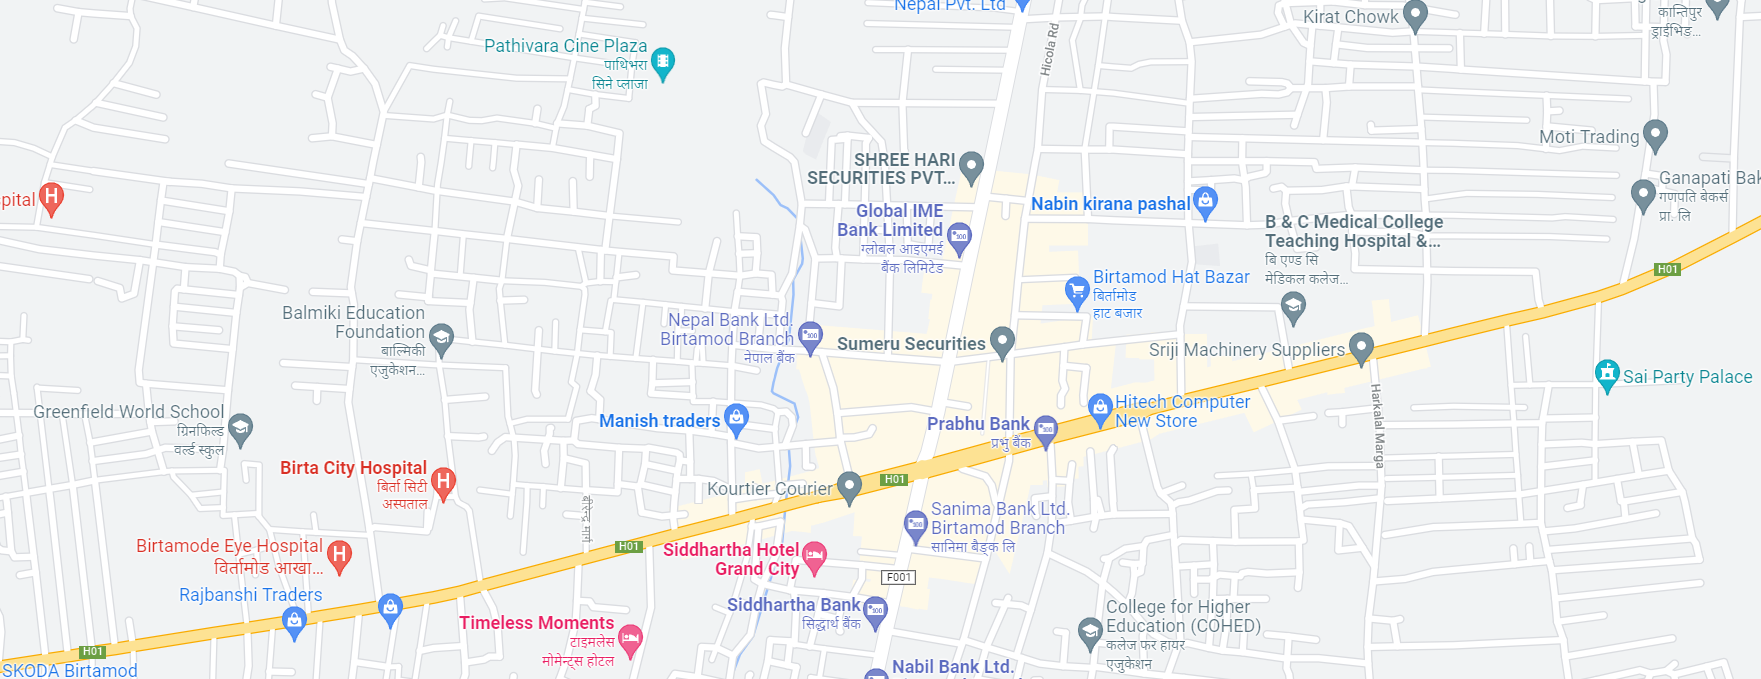 Nepal Pvt. Ltd
Hicola Rd
Kirat Chowk
कान्तिपुर
ड्राईभिङ...
Pathivara Cine Plaza
पाथिभरा
सिने प्लाजा
Moti Trading
SHREE HARI
SECURITIES PVT...
Ganapati Bak
गणपति बेकर्स
प्रा. लि
spital
Nabin kirana pashal
Global IME
Bank Limited
ग्लोबल आइएमई
बैंक लिमिटेड
B & C Medical College
Teaching Hospital &...
बि एण्ड सि
मेडिकल कलेज...
H01
Birtamod Hat Bazar
बिर्तामोड
हाट बजार
Balmiki Education
Foundation
बाल्मिकी
एजुकेशन...
Nepal Bank Ltd.
Birtamod Branch
नेपाल बैंक
Sumeru Securities
Sriji Machinery Suppliers
Sai Party Palace
Harkalal Marga
Greenfield World School
ग्रिनफिल्ड
वर्ल्ड स्कुल
Manish traders
Prabhu Bank
प्रभु बैंक
Hitech Computer
New Store
Birta City Hospital
बिर्ता सिटी
अस्पताल
Kourtier Courier
H01
Sanima Bank Ltd.
Birtamod Branch
सानिमा बैङ्क लि
Birtamode Eye Hospital
विर्तामोड आखा...
H01
Siddhartha Hotel
Grand City
F001
Rajbanshi Traders
Siddhartha Bank
सिद्धार्थ बैंक
Timeless Moments
टाइमलेस
मोमेन्ट्स होटल
College for Higher
Education (COHED)
कलेज फर हायर
एजुकेशन
H01
SKODA Birtamod
Nabil Bank Ltd.